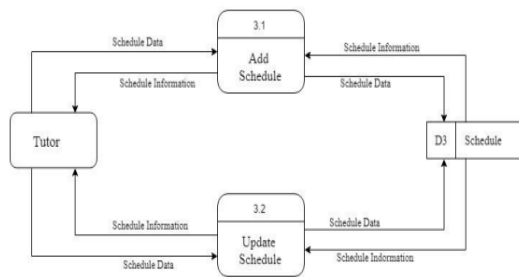 3.1
Schedule Data
Schedule Information
Add
Schedule
Schedule Information
Schedule Data
Tutor
D3
Schedule
3.2
Schedule Information
Schedule Data
Update
Schedule
Schedule Data
Schedule Indormation